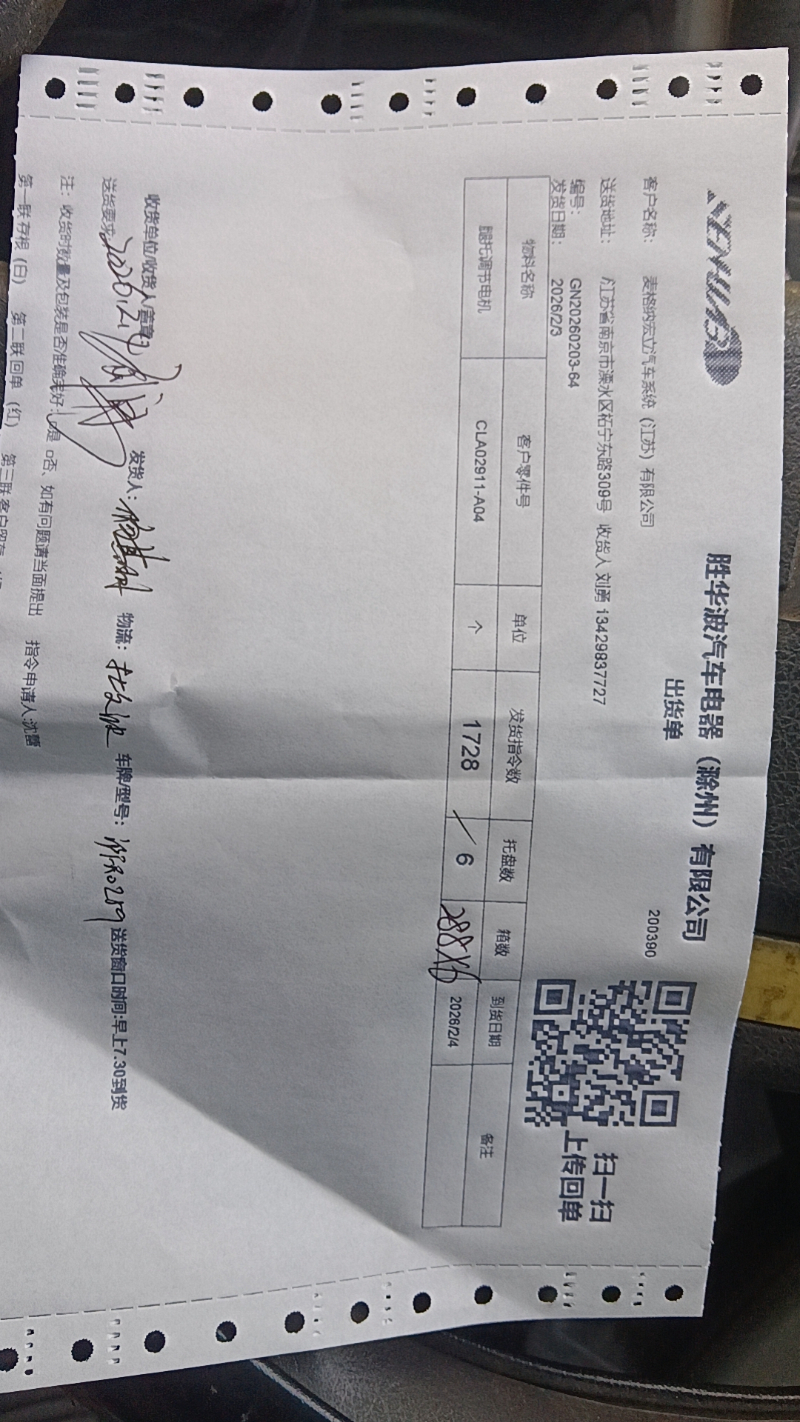 SENHUABO
胜华波汽车电器（滁州）有限公司
出货单
200390
客户名称： 麦格纳宏立汽车系统（江苏）有限公司
送货地址： 江苏省南京市溧水区柘宁东路309号 收货人 刘勇 13429837727
编号： GN20260203-64
发货日期： 2026/2/3
扫一扫
上传回单
物料名称 客户零件号 单位 发货指令数 托盘数 箱数 到货日期 备注
腿托调节电机 CLA02911-A04 个 1728 / 6 288X6 2026/2/4
收货单位/收货人(盖章): 发货人: 物流: 车牌/型号: 送货窗口时间:早上7.30到货
送货要求:
注：收货时数量及包装是否准确完好:□是 □否、如有问题请当面提出 指令申请人:沈蕾
第一联存根（白） 第二联回单（红）